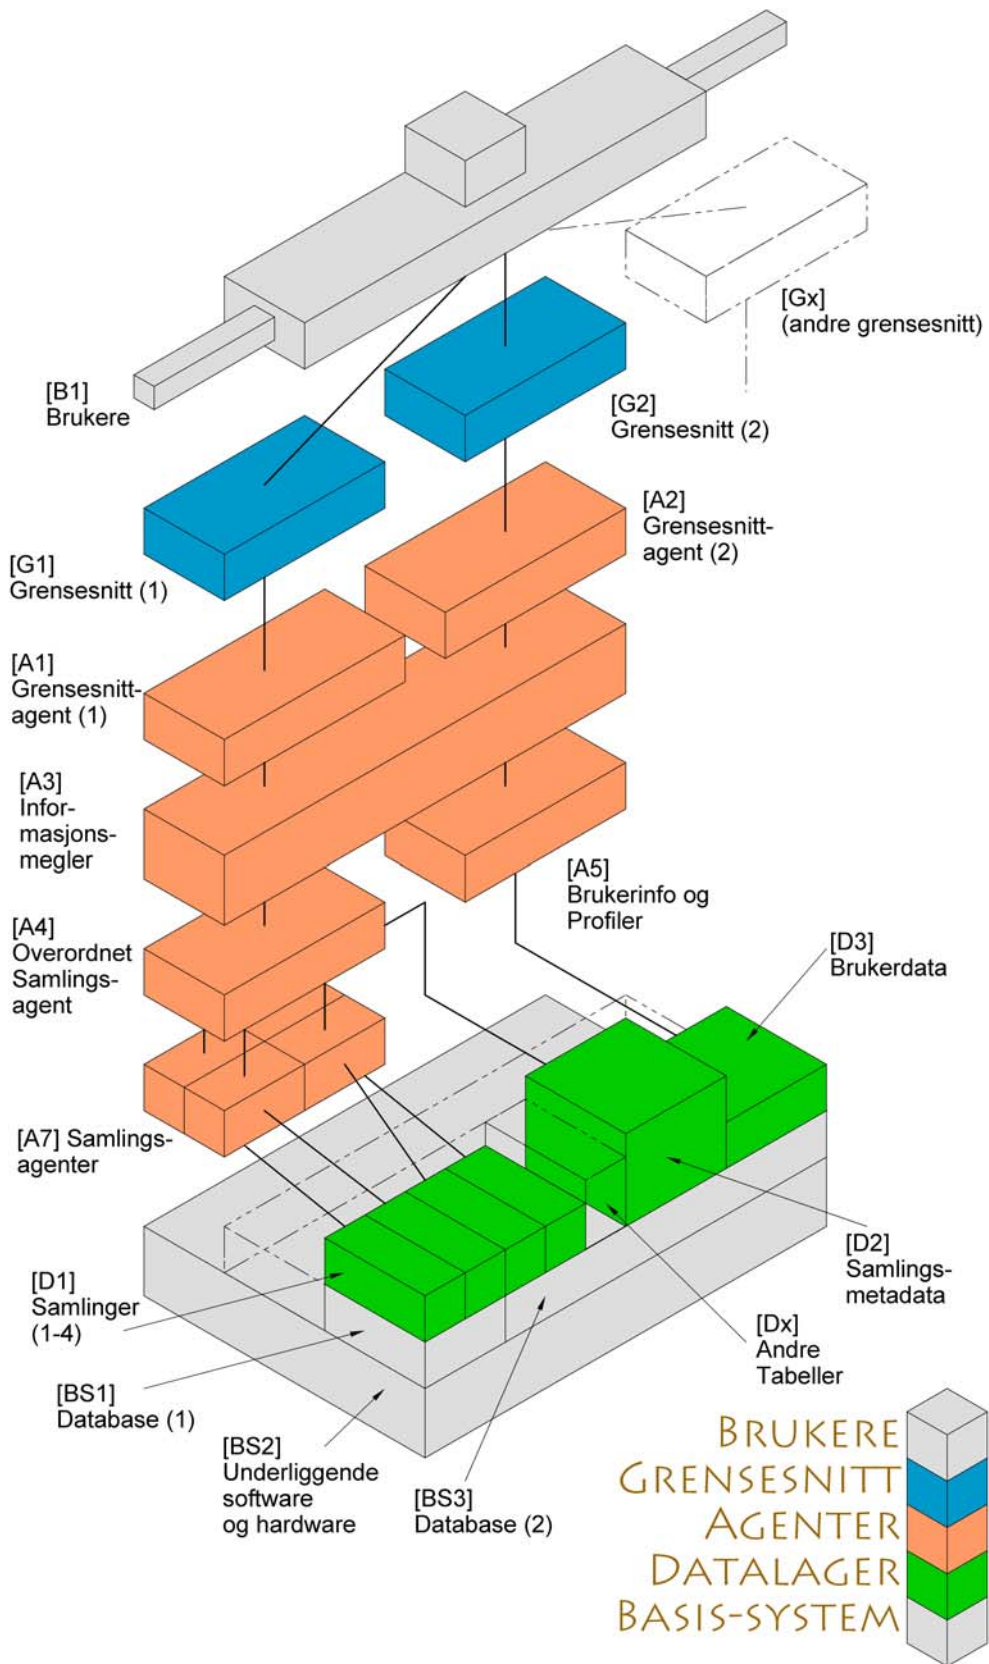 [Gx]
(andre grensesnitt)
[B1]
Brukere
[G2]
Grensesnitt (2)
[A2]
Grensesnitt-
agent (2)
[G1]
Grensesnitt (1)
[A1]
Grensesnitt-
agent (1)
[A3]
Infor-
masjons-
megler
[A5]
Brukerinfo og
Profiler
[A4]
Overordnet
Samlings-
agent
[D3]
Brukerdata
[A7] Samlings-
agenter
[D2]
Samlings-
metadata
[D1]
Samlinger
(1-4)
[Dx]
Andre
Tabeller
[BS1]
Database (1)
[BS2]
Underliggende
software
og hardware
[BS3]
Database (2)
BRUKERE
GRENSESNITT
AGENTER
DATALAGER
BASIS-SYSTEM